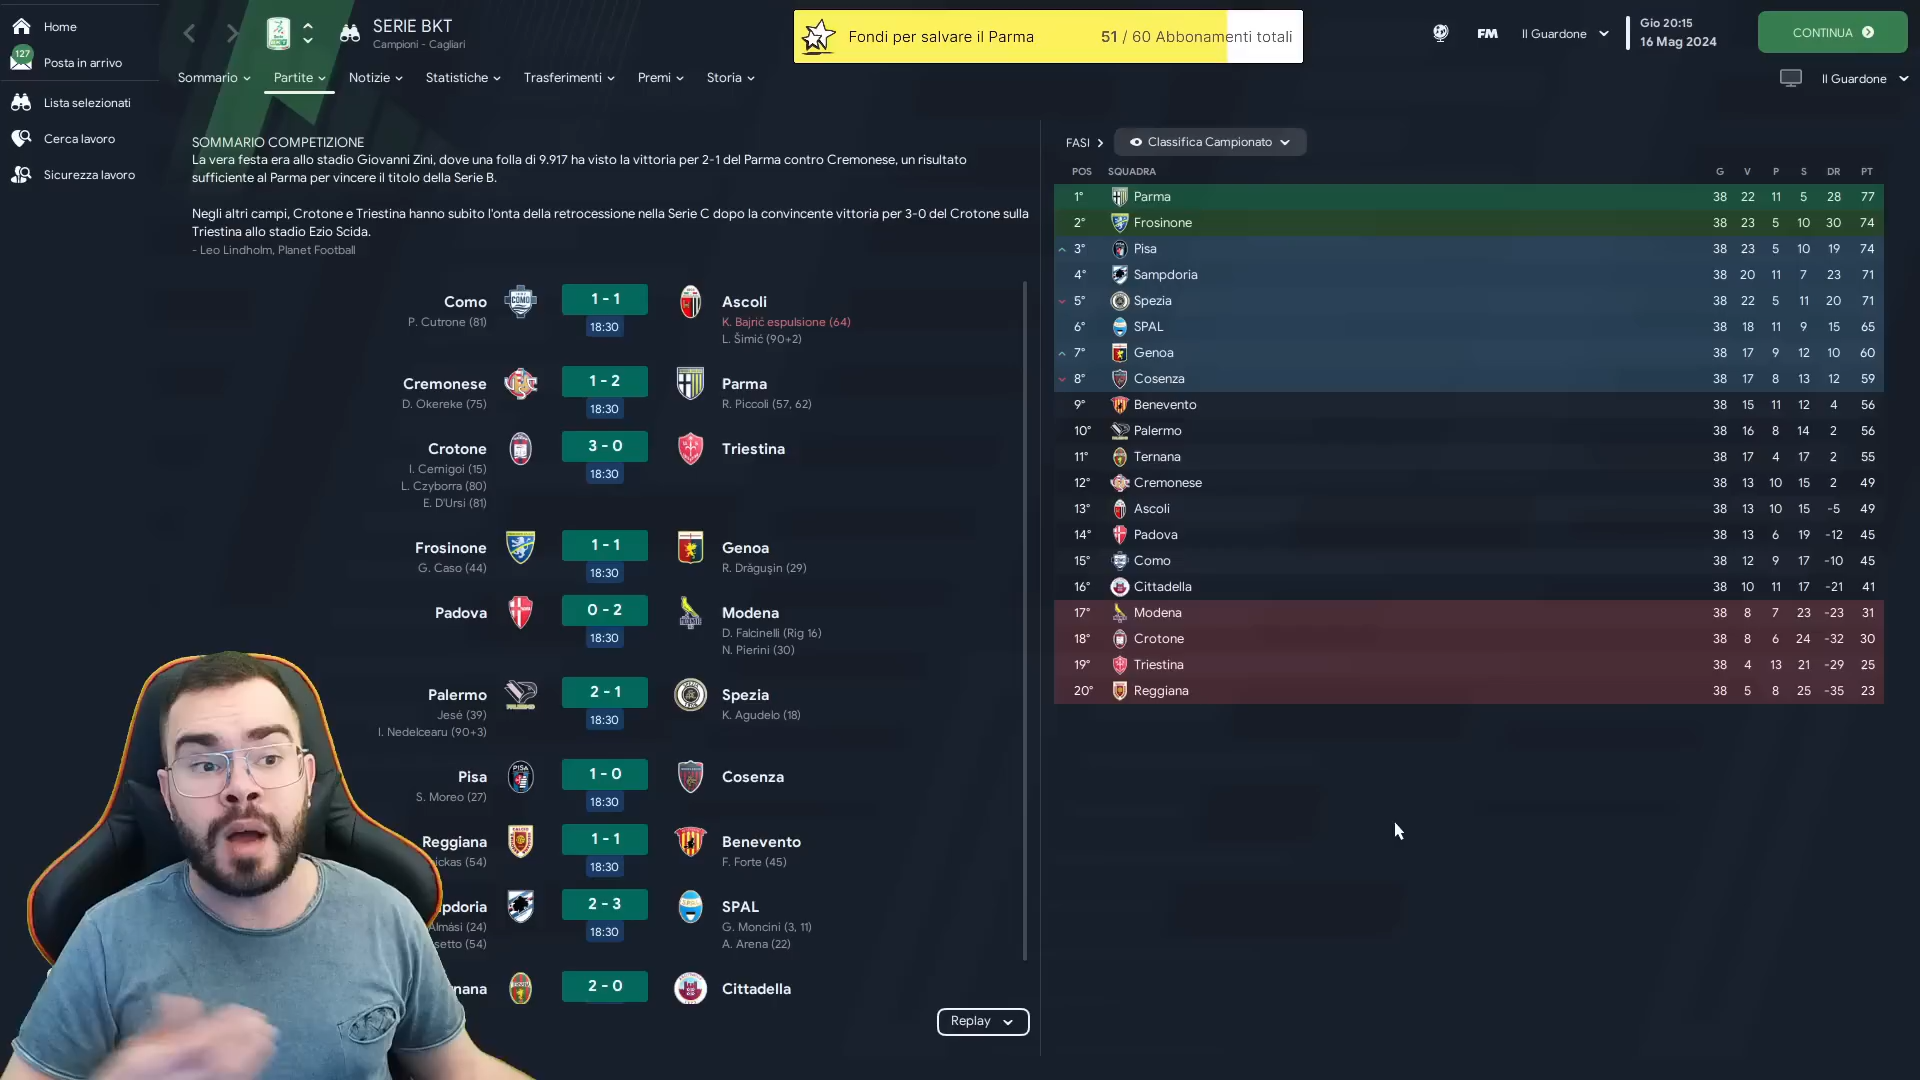 Home
127
Posta in arrivo
Lista selezionati
Cerca lavoro
Sicurezza lavoro
SERIE BKT
Campioni - Cagliari
Fondi per salvare il Parma 51 / 60 Abbonamenti totali
FM
Il Guardone
Gio 20:15
16 Mag 2024
CONTINUA
Sommario Partite Notizie Statistiche Trasferimenti Premi Storia
Il Guardone
SOMMARIO COMPETIZIONE
La vera festa era allo stadio Giovanni Zini, dove una folla di 9.917 ha visto la vittoria per 2-1 del Parma contro Cremonese, un risultato
sufficiente al Parma per vincere il titolo della Serie B.
Negli altri campi, Crotone e Triestina hanno subito l'onta della retrocessione nella Serie C dopo la convincente vittoria per 3-0 del Crotone sulla
Triestina allo stadio Ezio Scida.
- Leo Lindholm, Planet Football
Como 1 - 1 Ascoli
P. Cutrone (81) 18:30 K. Bajrić espulsione (64)
L. Šimić (90+2)
Cremonese 1 - 2 Parma
D. Okereke (75) 18:30 R. Piccoli (57, 62)
Crotone 3 - 0 Triestina
I. Cernigoi (15) 18:30
L. Czyborra (80)
E. D'Ursi (81)
Frosinone 1 - 1 Genoa
G. Caso (44) 18:30 R. Drăguşin (29)
Padova 0 - 2 Modena
18:30 D. Falcinelli (Rig 16)
N. Pierini (30)
Palermo 2 - 1 Spezia
Jesé (39) 18:30 K. Agudelo (18)
I. Nedelcearu (90+3)
Pisa 1 - 0 Cosenza
S. Moreo (27) 18:30
Reggiana 1 - 1 Benevento
ickas (54) 18:30 F. Forte (45)
pdoria 2 - 3 SPAL
Almási (24) 18:30 G. Moncini (3, 11)
setto (54) A. Arena (22)
nana 2 - 0 Cittadella
Replay
FASI Classifica Campionato
POS SQUADRA G V P S DR PT
1° Parma 38 22 11 5 28 77
2° Frosinone 38 23 5 10 30 74
3° Pisa 38 23 5 10 19 74
4° Sampdoria 38 20 11 7 23 71
5° Spezia 38 22 5 11 20 71
6° SPAL 38 18 11 9 15 65
7° Genoa 38 17 9 12 10 60
8° Cosenza 38 17 8 13 12 59
9° Benevento 38 15 11 12 4 56
10° Palermo 38 16 8 14 2 56
11° Ternana 38 17 4 17 2 55
12° Cremonese 38 13 10 15 2 49
13° Ascoli 38 13 10 15 -5 49
14° Padova 38 13 6 19 -12 45
15° Como 38 12 9 17 -10 45
16° Cittadella 38 10 11 17 -21 41
17° Modena 38 8 7 23 -23 31
18° Crotone 38 8 6 24 -32 30
19° Triestina 38 4 13 21 -29 25
20° Reggiana 38 5 8 25 -35 23